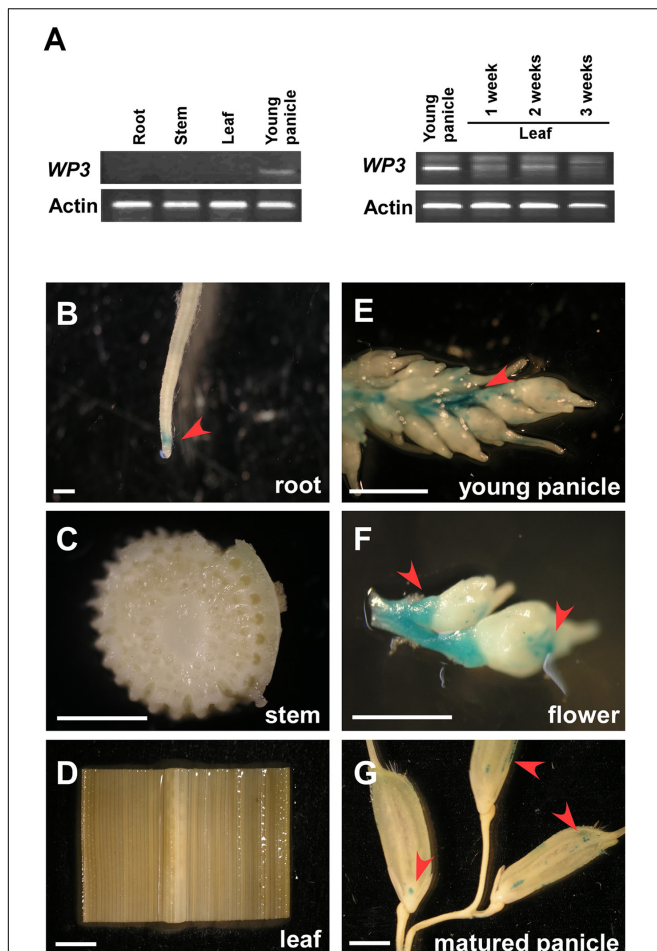 A
Root
Stem
Leaf
Young
panicle
WP3
Actin
Young
panicle
1 week
2 weeks
3 weeks
Leaf
WP3
Actin
B
root
E
young panicle
C
stem
F
flower
D
leaf
G
matured panicle